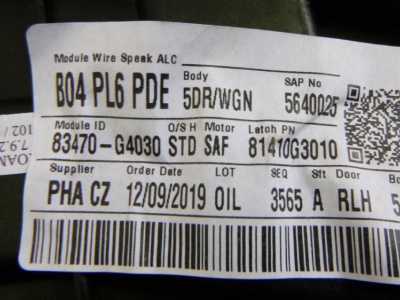 Module Wire Speak ALC
B04 PL6 PDE Body 5DR/WGN SAP No 5640025
Module ID O/S H Motor Latch PN
83470-G4030 STD SAF 81410G3010
Supplier Order Date LOT SEQ Sft Door
PHA CZ 12/09/2019 OIL 3565 A RLH